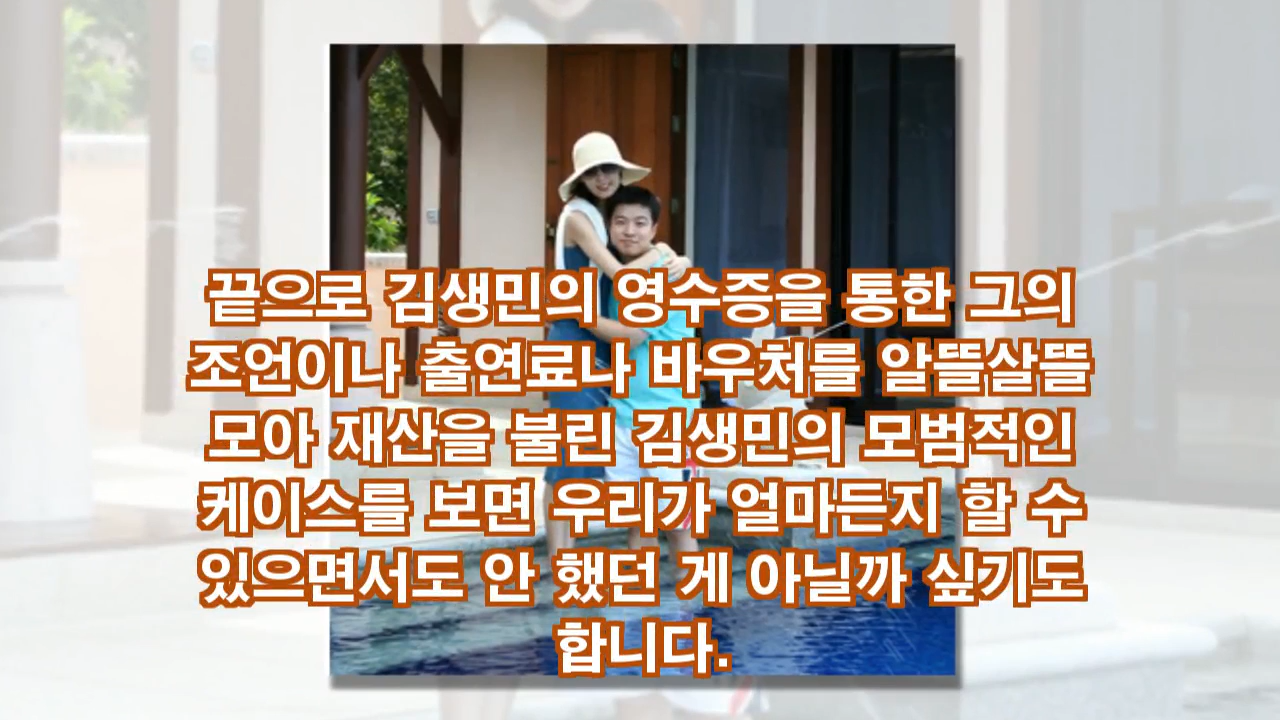 끝으로 김생민의 영수증을 통한 그의
조언이나 출연료나 바우처를 알뜰살뜰
모아 재산을 불린 김생민의 모범적인
케이스를 보면 우리가 얼마든지 할 수
있으면서도 안 했던 게 아닐까 싶기도
합니다.